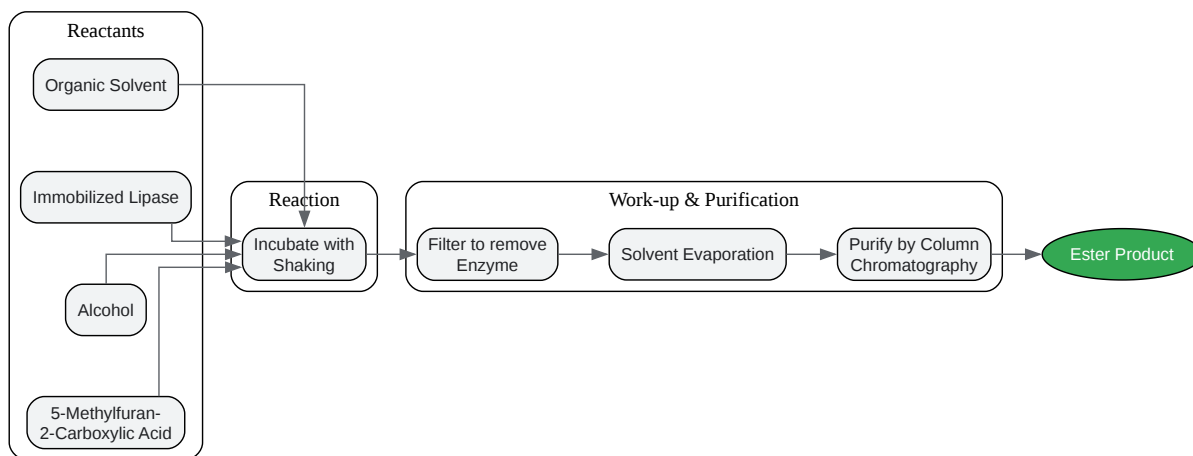 Reactants
Organic Solvent
Immobilized Lipase
Alcohol
5-Methylfuran-
2-Carboxylic Acid
Reaction
Incubate with
Shaking
Work-up & Purification
Filter to remove
Enzyme
Solvent Evaporation
Purify by Column
Chromatography
Ester Product